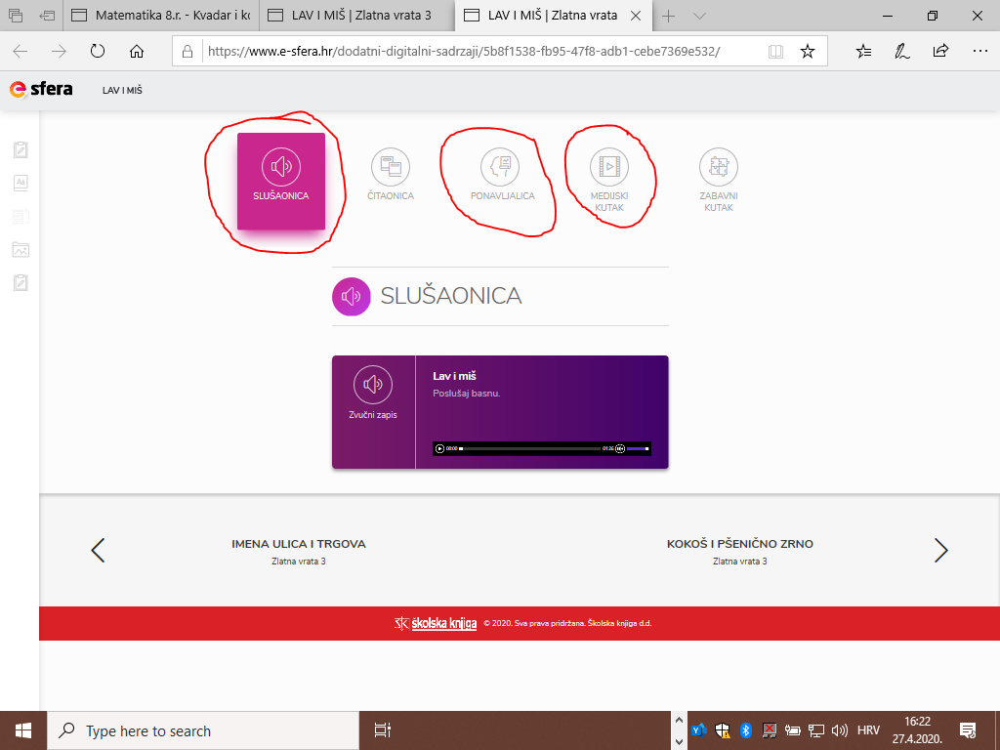 Matematika 8.r. - Kvadar i ko
LAV I MIŠ | Zlatna vrata 3
LAV I MIŠ | Zlatna vrata
https://www.e-sfera.hr/dodatni-digitalni-sadrzaji/5b8f1538-fb95-47f8-adb1-cebe7369e532/
e sfera
LAV I MIŠ
SLUŠAONICA
ČITAONICA
PONAVLJALICA
MEDIJSKI
KUTAK
ZABAVNI
KUTAK
SLUŠAONICA
Lav i miš
Poslušaj basnu.
Zvučni zapis
00:00
01:26
IMENA ULICA I TRGOVA
Zlatna vrata 3
KOKOŠ I PŠENIČNO ZRNO
Zlatna vrata 3
školska knjiga © 2020. Sva prava pridržana. Školska knjiga d.d.
Type here to search
HRV
16:22
27.4.2020.